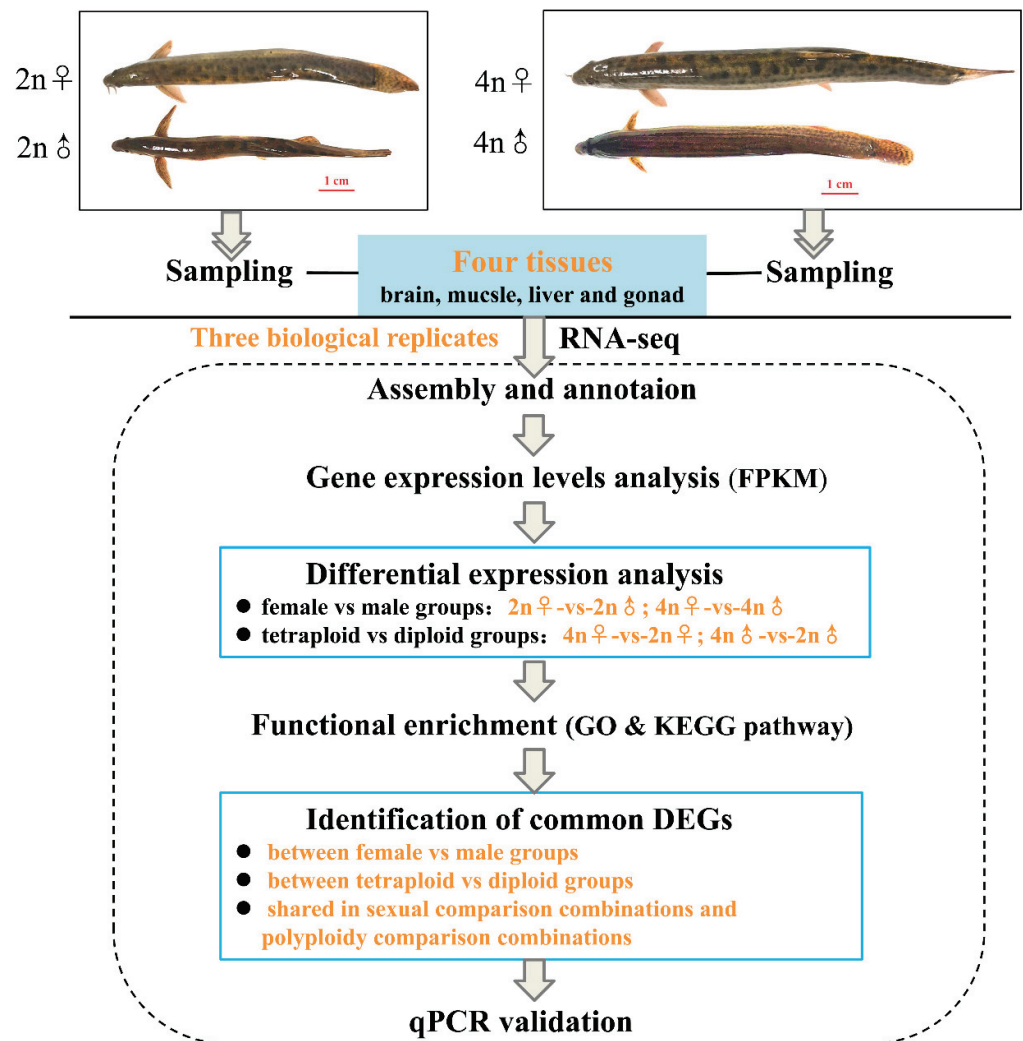 2n♀
2n♂
1 cm
4n♀
4n♂
1 cm
Sampling
Four tissues
brain, mucsle, liver and gonad
Sampling
Three biological replicates
RNA-seq
Assembly and annotaion
Gene expression levels analysis (FPKM)
Differential expression analysis
● female vs male groups: 2n♀-vs-2n♂; 4n♀-vs-4n♂
● tetraploid vs diploid groups: 4n♀-vs-2n♀; 4n♂-vs-2n♂
Functional enrichment (GO & KEGG pathway)
Identification of common DEGs
● between female vs male groups
● between tetraploid vs diploid groups
● shared in sexual comparison combinations and
polyploidy comparison combinations
qPCR validation